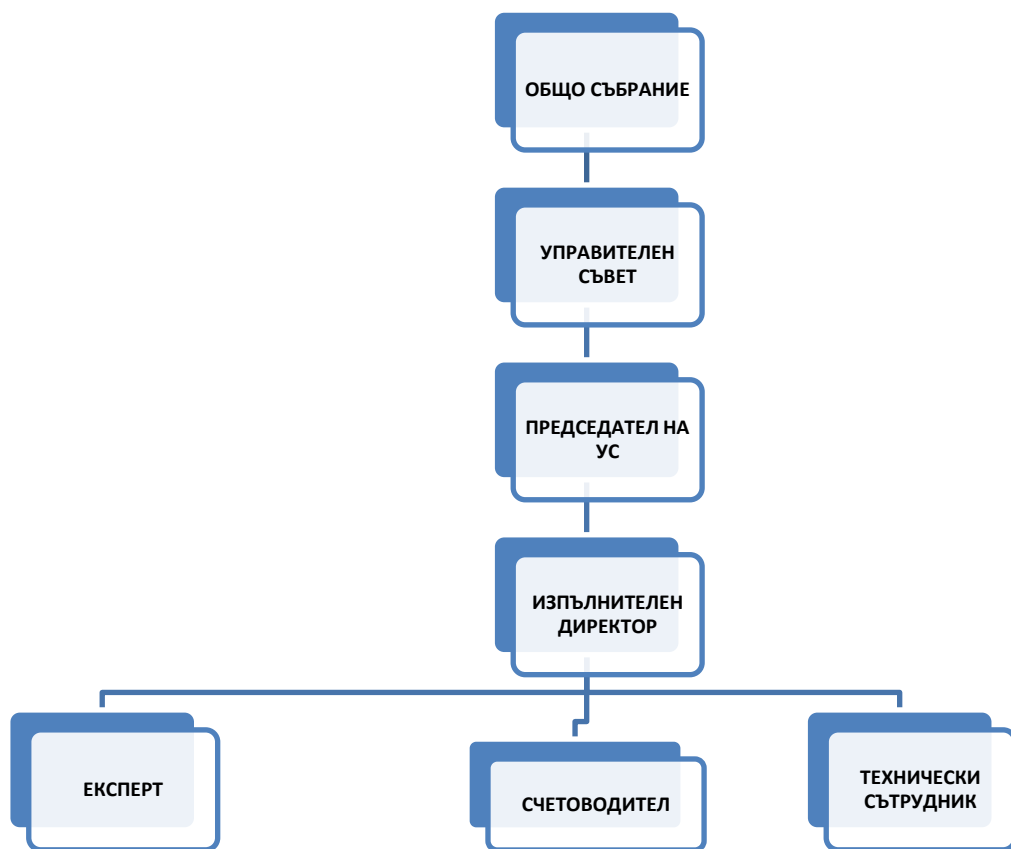 ОБЩО СЪБРАНИЕ
УПРАВИТЕЛЕН
СЪВЕТ
ПРЕДСЕДАТЕЛ НА
УС
ИЗПЪЛНИТЕЛЕН
ДИРЕКТОР
ЕКСПЕРТ
СЧЕТОВОДИТЕЛ
ТЕХНИЧЕСКИ
СЪТРУДНИК